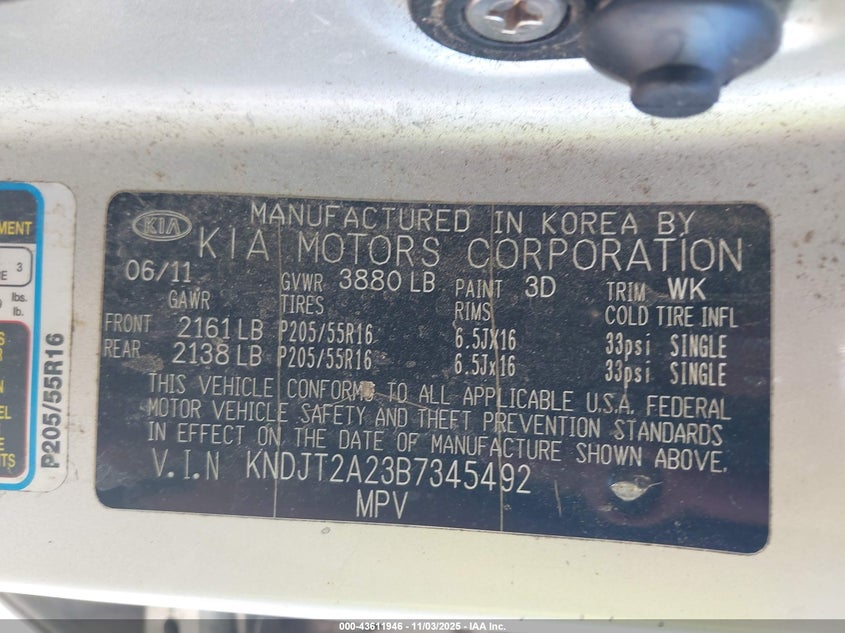 KIA
MANUFACTURED IN KOREA BY
KIA MOTORS CORPORATION
06/11 GVWR 3880 LB PAINT 3D TRIM WK
GAWR TIRES RIMS COLD TIRE INFL
FRONT 2161 LB P205/55R16 6.5JX16 33psi SINGLE
REAR 2138 LB P205/55R16 6.5Jx16 33psi SINGLE
THIS VEHICLE CONFORMS TO ALL APPLICABLE U.S.A. FEDERAL
MOTOR VEHICLE SAFETY AND THEFT PREVENTION STANDARDS
IN EFFECT ON THE DATE OF MANUFACTURE SHOWN ABOVE.
V.I.N KNDJT2A23B7345492
MPV
3
lbs.
lb.
P205/55R16
000-43611946 - 11/03/2025 - IAA Inc.